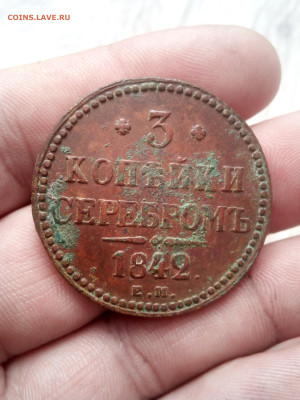 COINS.LAVE.RU
* 3 *
КОПѢЙКИ
СЕРЕБРОМЪ
1842.
Е.М.